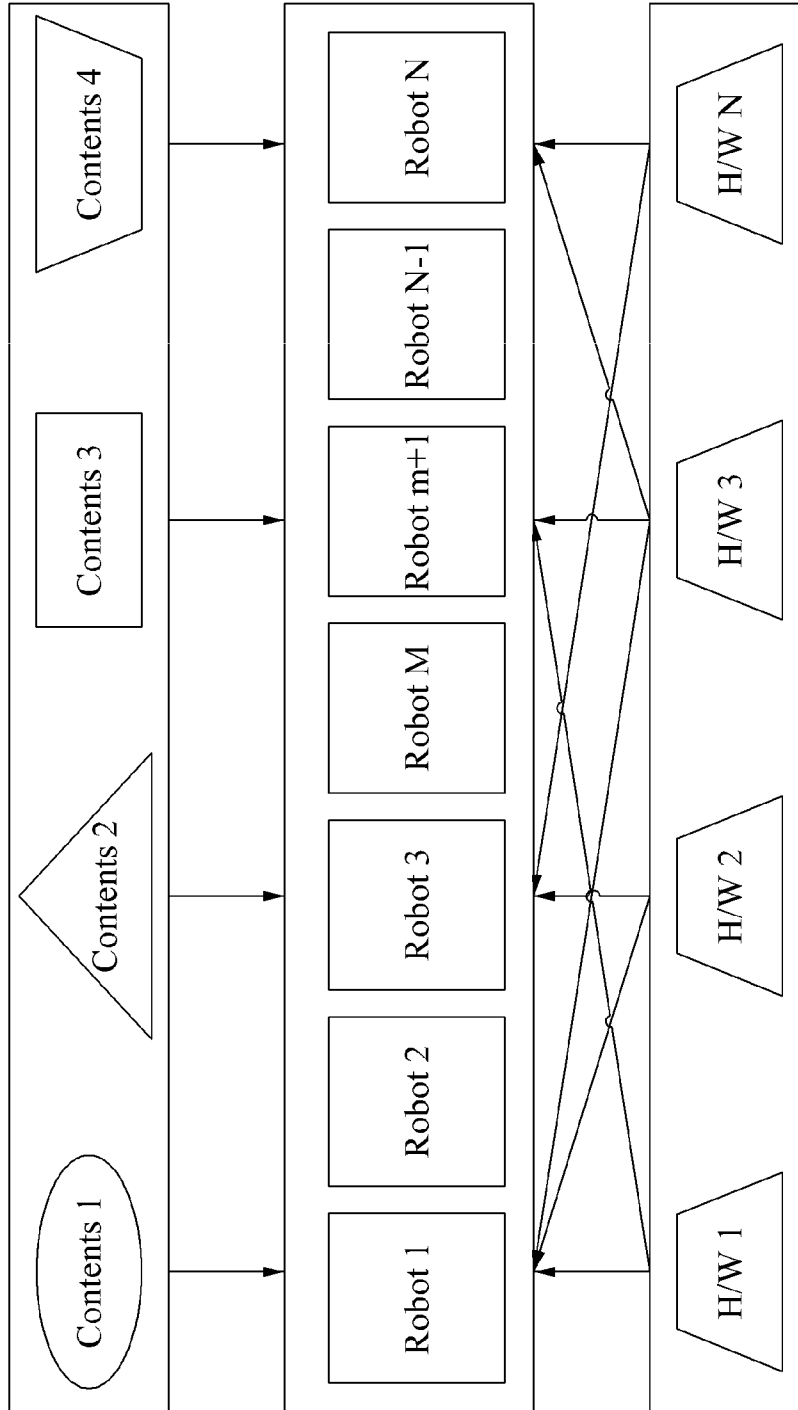 Contents 1
Contents 2
Contents 3
Contents 4
Robot 1
Robot 2
Robot 3
Robot M
Robot m+1
Robot N-1
Robot N
H/W 1
H/W 2
H/W 3
H/W N